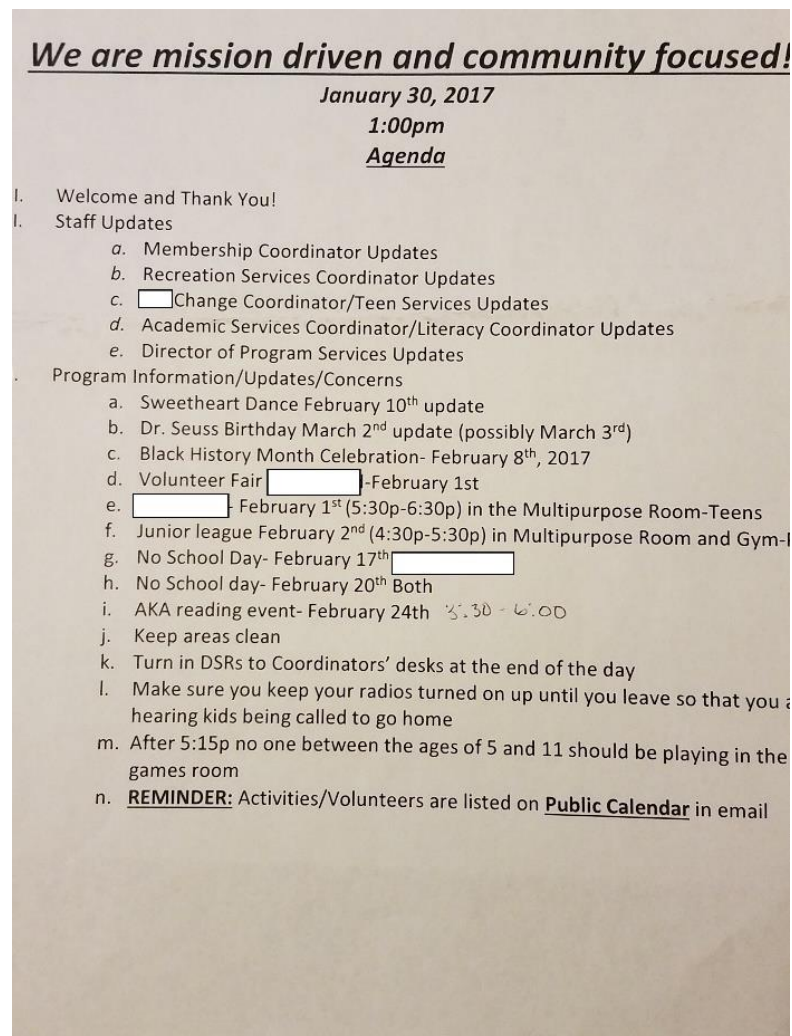 We are mission driven and community focused!
January 30, 2017
1:00pm
Agenda
I. Welcome and Thank You!
I. Staff Updates
a. Membership Coordinator Updates
b. Recreation Services Coordinator Updates
c. Change Coordinator/Teen Services Updates
d. Academic Services Coordinator/Literacy Coordinator Updates
e. Director of Program Services Updates
. Program Information/Updates/Concerns
a. Sweetheart Dance February 10th update
b. Dr. Seuss Birthday March 2nd update (possibly March 3rd)
c. Black History Month Celebration- February 8th, 2017
d. Volunteer Fair -February 1st
e. - February 1st (5:30p-6:30p) in the Multipurpose Room-Teens
f. Junior league February 2nd (4:30p-5:30p) in Multipurpose Room and Gym-
g. No School Day- February 17th
h. No School day- February 20th Both
i. AKA reading event- February 24th 5:30 - 6:00
j. Keep areas clean
k. Turn in DSRs to Coordinators' desks at the end of the day
l. Make sure you keep your radios turned on up until you leave so that you
hearing kids being called to go home
m. After 5:15p no one between the ages of 5 and 11 should be playing in the
games room
n. REMINDER: Activities/Volunteers are listed on Public Calendar in email